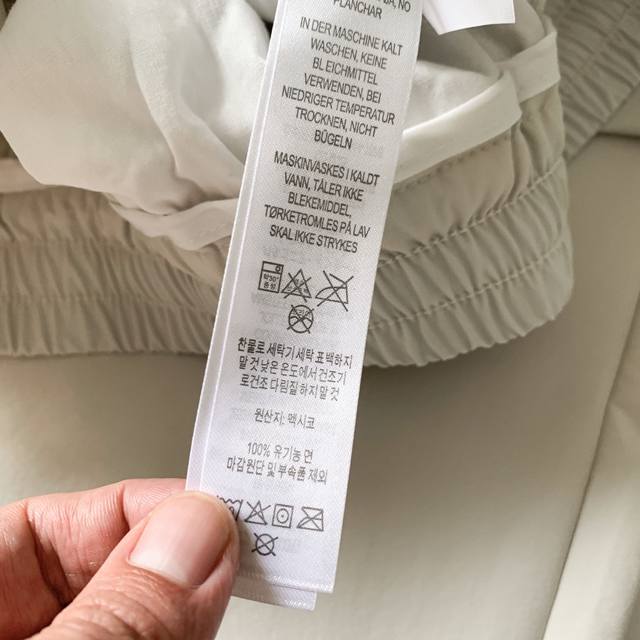 PLANCHAR
IN DER MASCHINE KALT
WASCHEN, KEINE
BLEICHMITTEL
VERWENDEN, BEI
NIEDRIGER TEMPERATUR
TROCKNEN, NICHT
BÜGELN
MASKINVASKES I KALDT
VANN, TÅLER IKKE
BLEKEMIDDEL,
TØRKETROMLES PÅ LAV
SKAL IKKE STRYKES
찬물로 세탁기 세탁 표백하지
말 것 낮은 온도에서 건조기
로건조 다림질 하지 말 것
원산지: 멕시코
100% 유기농 면
마감원단 및 부속품 제외